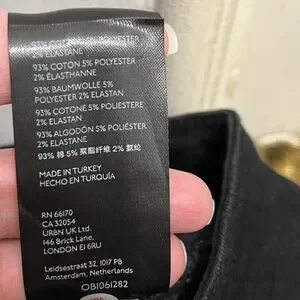 93% COTTON 5% POLYESTER
2% ELASTANE
93% COTONE 5% POLYESTER
2% ÉLASTHANNE
93% BAUMWOLLE 5%
POLYESTER 2% ELASTAN
93% COTONE 5% POLIESTERE
2% ELASTANE
93% ALGODÓN 5% POLIÉSTER
2% ELASTANO
93% 棉 5% 聚酯纤维 2% 氨纶
MADE IN TURKEY
HECHO EN TURQUÍA
RN 66170
CA 32054
URBN UK Ltd.
146 Brick Lane,
LONDON E1 6RU
Leidsestraat 32, 1017 PB
Amsterdam, Netherlands
OB1061282